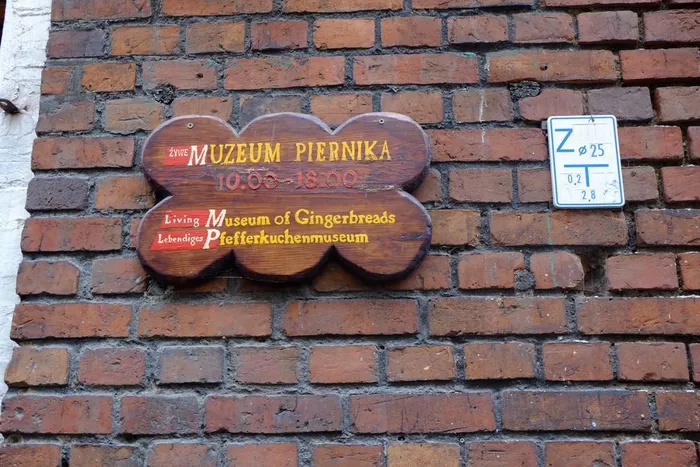 ŻYWE MUZEUM PIERNIKA
10.00-18.00
Living Museum of Gingerbreads
Lebendiges Pfefferkuchenmuseum
Z ø 25
0,2
2,8